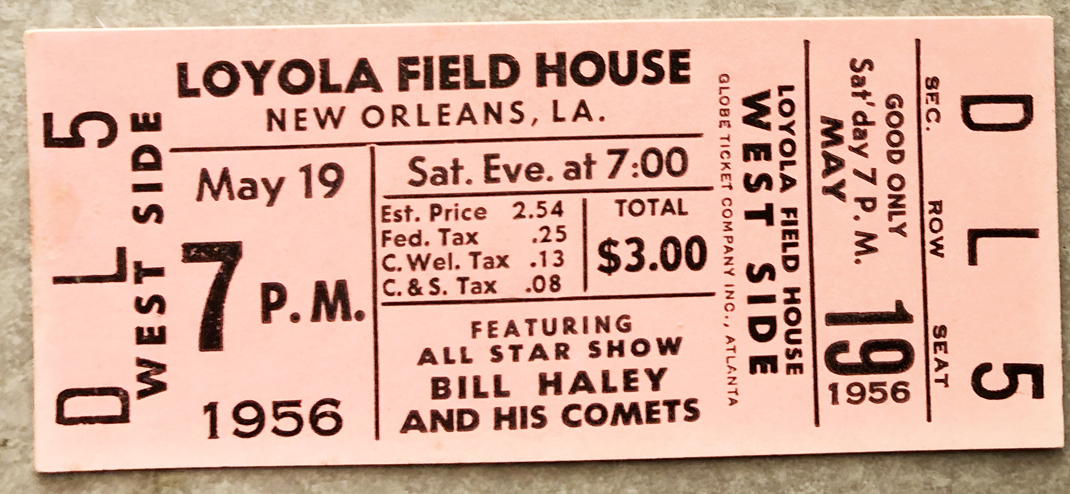 D L 5
WEST SIDE
LOYOLA FIELD HOUSE
NEW ORLEANS, LA.
May 19
7 P.M.
1956
Sat. Eve. at 7:00
Est. Price 2.54
Fed. Tax .25
C. Wel. Tax .13
C. & S. Tax .08
TOTAL
$3.00
FEATURING
ALL STAR SHOW
BILL HALEY
AND HIS COMETS
GLOBE TICKET COMPANY INC., ATLANTA
WEST SIDE
LOYOLA FIELD HOUSE
GOOD ONLY
Sat'day 7 P. M.
MAY
19
1956
SEC. ROW SEAT
D L 5